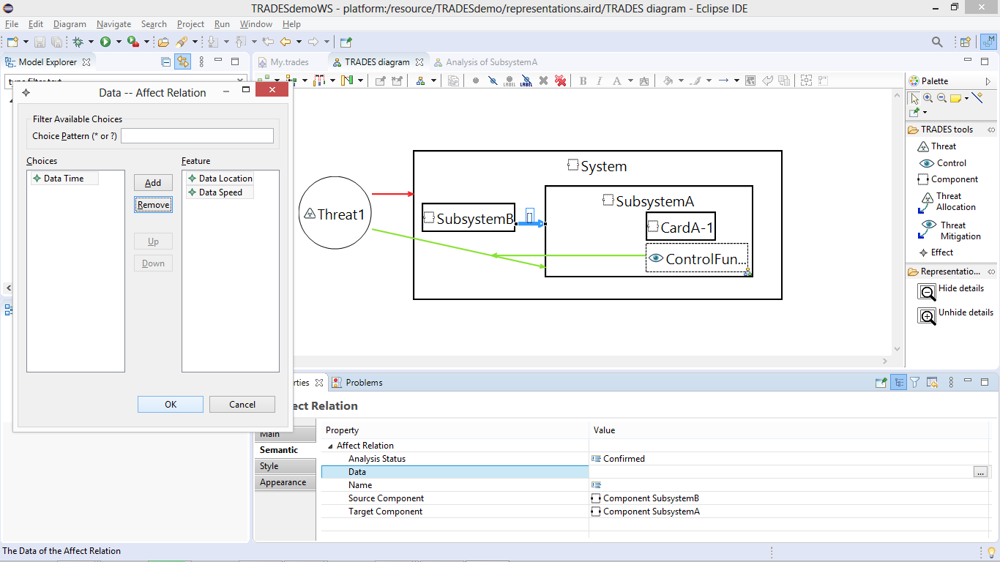 TRADESdemoWS - platform:/resource/TRADESdemo/representations.aird/TRADES diagram - Eclipse IDE
File Edit Diagram Navigate Search Project Run Window Help
Model Explorer
My.trades
TRADES diagram
Analysis of SubsystemA
LABEL
LABEL
B I A
Data -- Affect Relation
Filter Available Choices
Choice Pattern (* or ?)
Choices
Data Time
Add
Remove
Up
Down
Feature
Data Location
Data Speed
OK
Cancel
Threat1
System
SubsystemB
SubsystemA
CardA-1
ControlFun...
Palette
TRADES tools
Threat
Control
Component
Threat
Allocation
Threat
Mitigation
Effect
Representatio...
Hide details
Unhide details
rties
Problems
ect Relation
Main
Semantic
Style
Appearance
Property Value
Affect Relation
Analysis Status Confirmed
Data ...
Name
Source Component Component SubsystemB
Target Component Component SubsystemA
The Data of the Affect Relation